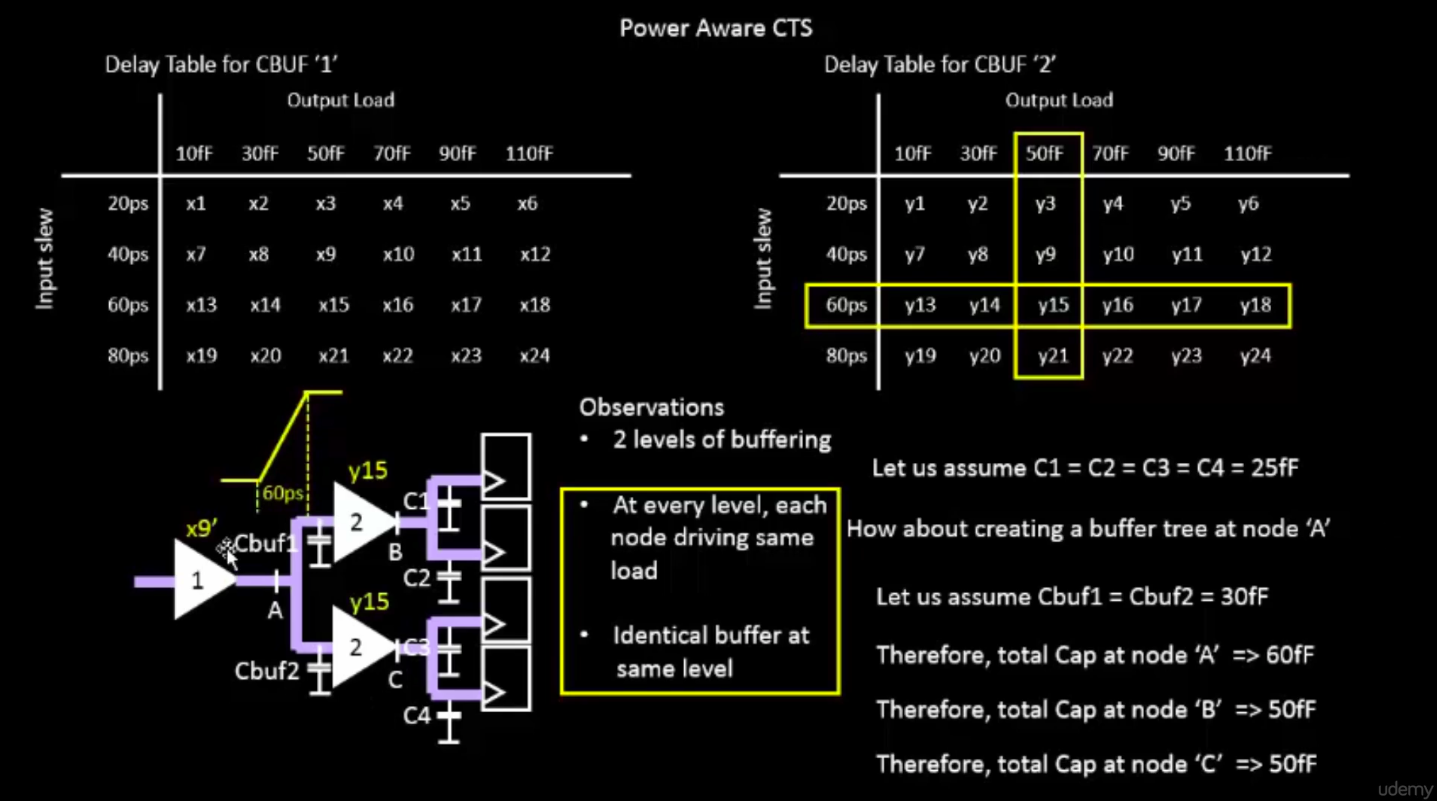 Power Aware CTS
Delay Table for CBUF ‘1’
Output Load
10fF 30fF 50fF 70fF 90fF 110fF
Input slew
20ps x1 x2 x3 x4 x5 x6
40ps x7 x8 x9 x10 x11 x12
60ps x13 x14 x15 x16 x17 x18
80ps x19 x20 x21 x22 x23 x24
Delay Table for CBUF ‘2’
Output Load
10fF 30fF 50fF 70fF 90fF 110fF
Input slew
20ps y1 y2 y3 y4 y5 y6
40ps y7 y8 y9 y10 y11 y12
60ps y13 y14 y15 y16 y17 y18
80ps y19 y20 y21 y22 y23 y24
60ps
x9’
1
A
Cbuf1
Cbuf2
y15
2
B
y15
2
C
C1
C2
C3
C4
Observations
• 2 levels of buffering
• At every level, each
node driving same
load
• Identical buffer at
same level
Let us assume C1 = C2 = C3 = C4 = 25fF
How about creating a buffer tree at node ‘A’
Let us assume Cbuf1 = Cbuf2 = 30fF
Therefore, total Cap at node ‘A’ => 60fF
Therefore, total Cap at node ‘B’ => 50fF
Therefore, total Cap at node ‘C’ => 50fF
udemy